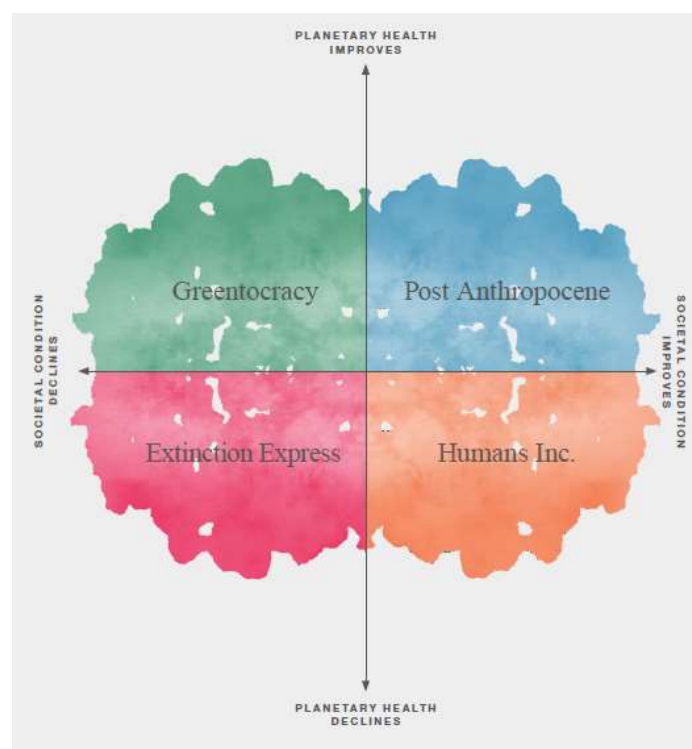 PLANETARY HEALTH
IMPROVES
Greentocracy
Post Anthropocene
SOCIETAL CONDITION
DECLINES
SOCIETAL CONDITION
IMPROVES
Extinction Express
Humans Inc.
PLANETARY HEALTH
DECLINES